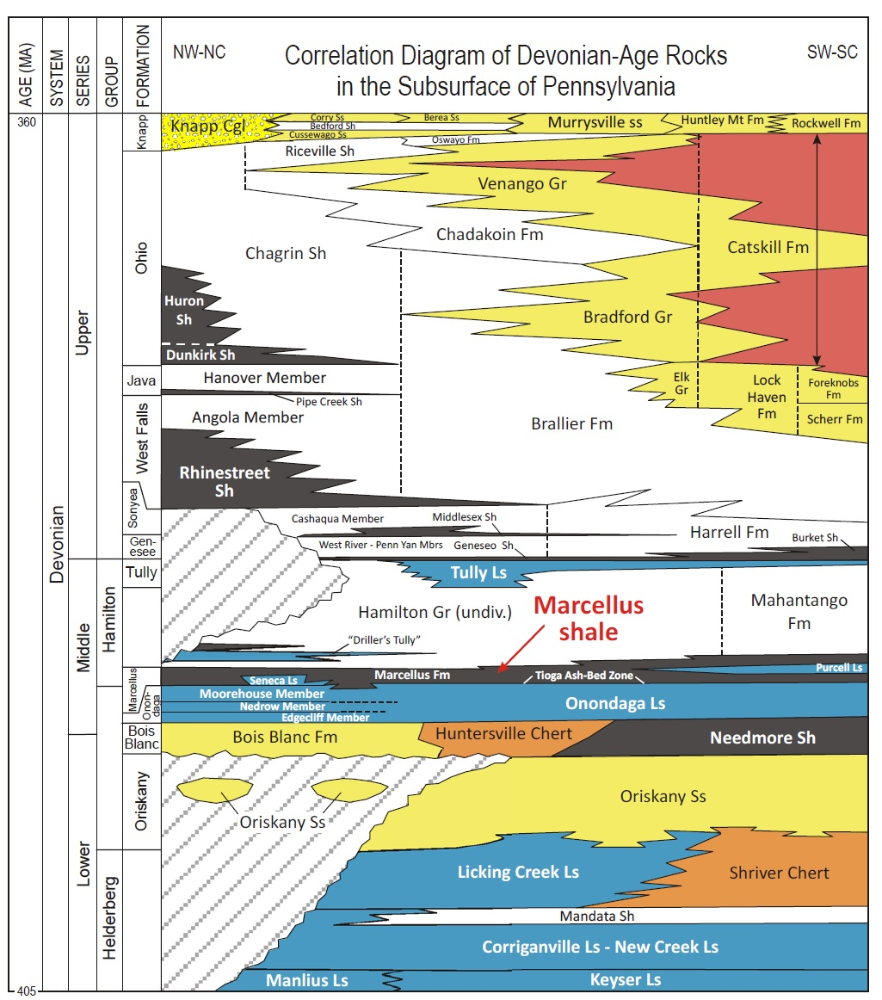 AGE (MA)
SYSTEM
SERIES
GROUP
FORMATION
NW-NC
Correlation Diagram of Devonian-Age Rocks
in the Subsurface of Pennsylvania
SW-SC
360
Knapp
Knapp Cgl
Corry Ss
Bedford Sh
Cussewago Ss
Berea Ss
Murrysville ss
Huntley Mt Fm
Rockwell Fm
Oswayo Fm
Riceville Sh
Venango Gr
Chadakoin Fm
Catskill Fm
Chagrin Sh
Ohio
Huron
Sh
Bradford Gr
Upper
Dunkirk Sh
Java
Hanover Member
Elk
Gr
Lock
Haven
Fm
Foreknobs
Fm
Pipe Creek Sh
West Falls
Angola Member
Brallier Fm
Scherr Fm
Rhinestreet
Sh
Sonyea
Cashaqua Member
Middlesex Sh
Harrell Fm
Devonian
Gen-
esee
West River - Penn Yan Mbrs
Geneseo Sh
Burket Sh
Tully
Tully Ls
Hamilton
Hamilton Gr (undiv.)
Marcellus
shale
Mahantango
Fm
Middle
"Driller's Tully"
Marcellus
Marcellus Fm
Tioga Ash-Bed Zone
Purcell Ls
Seneca Ls
Onon-
daga
Moorehouse Member
Nedrow Member
Edgecliff Member
Onondaga Ls
Bois
Blanc
Bois Blanc Fm
Huntersville Chert
Needmore Sh
Oriskany
Oriskany Ss
Oriskany Ss
Lower
Helderberg
Licking Creek Ls
Shriver Chert
Mandata Sh
Corriganville Ls - New Creek Ls
Manlius Ls
Keyser Ls
405